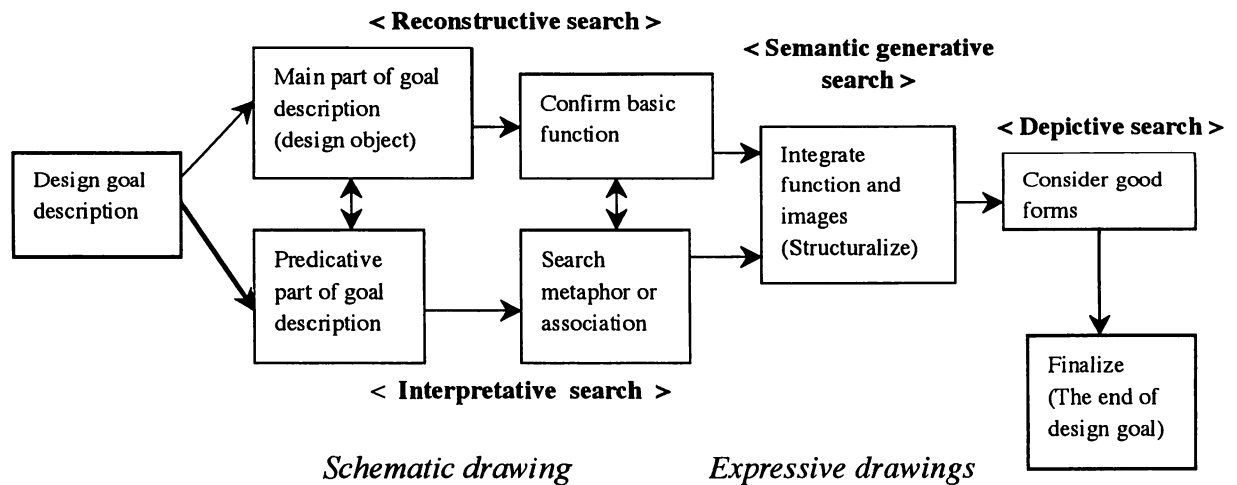 < Reconstructive search >
Main part of goal
description
(design object)
Confirm basic
function
< Semantic generative
search >
Design goal
description
Integrate
function and
images
(Structuralize)
< Depictive search >
Consider good
forms
Predicative
part of goal
description
Search
metaphor or
association
< Interpretative search >
Finalize
(The end of
design goal)
Schematic drawing
Expressive drawings